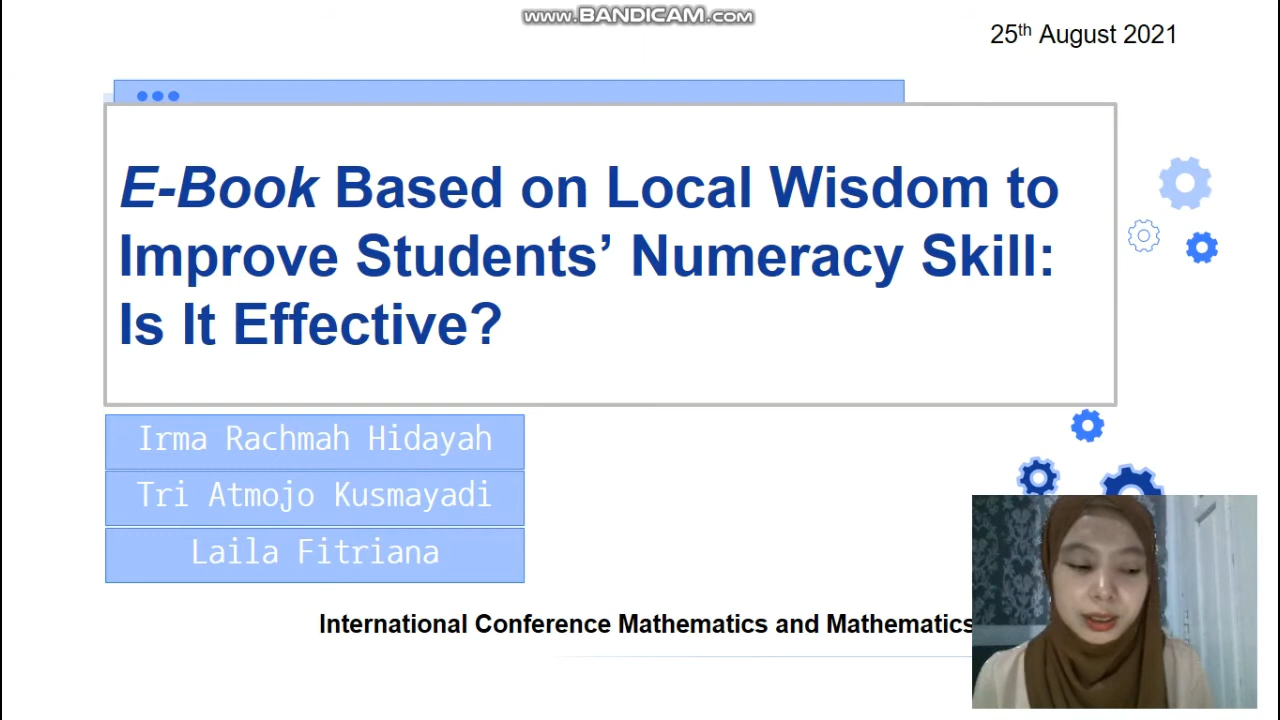 www.BANDICAM.com
25th August 2021
E-Book Based on Local Wisdom to
Improve Students’ Numeracy Skill:
Is It Effective?
Irma Rachmah Hidayah
Tri Atmojo Kusmayadi
Laila Fitriana
International Conference Mathematics and Mathematics